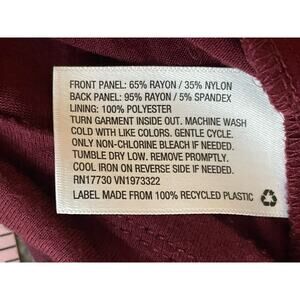 FRONT PANEL: 65% RAYON / 35% NYLON
BACK PANEL: 95% RAYON / 5% SPANDEX
LINING: 100% POLYESTER
TURN GARMENT INSIDE OUT. MACHINE WASH
COLD WITH LIKE COLORS. GENTLE CYCLE.
ONLY NON-CHLORINE BLEACH IF NEEDED.
TUMBLE DRY LOW. REMOVE PROMPTLY.
COOL IRON ON REVERSE SIDE IF NEEDED.
RN17730 VN1973322
LABEL MADE FROM 100% RECYCLED PLASTIC